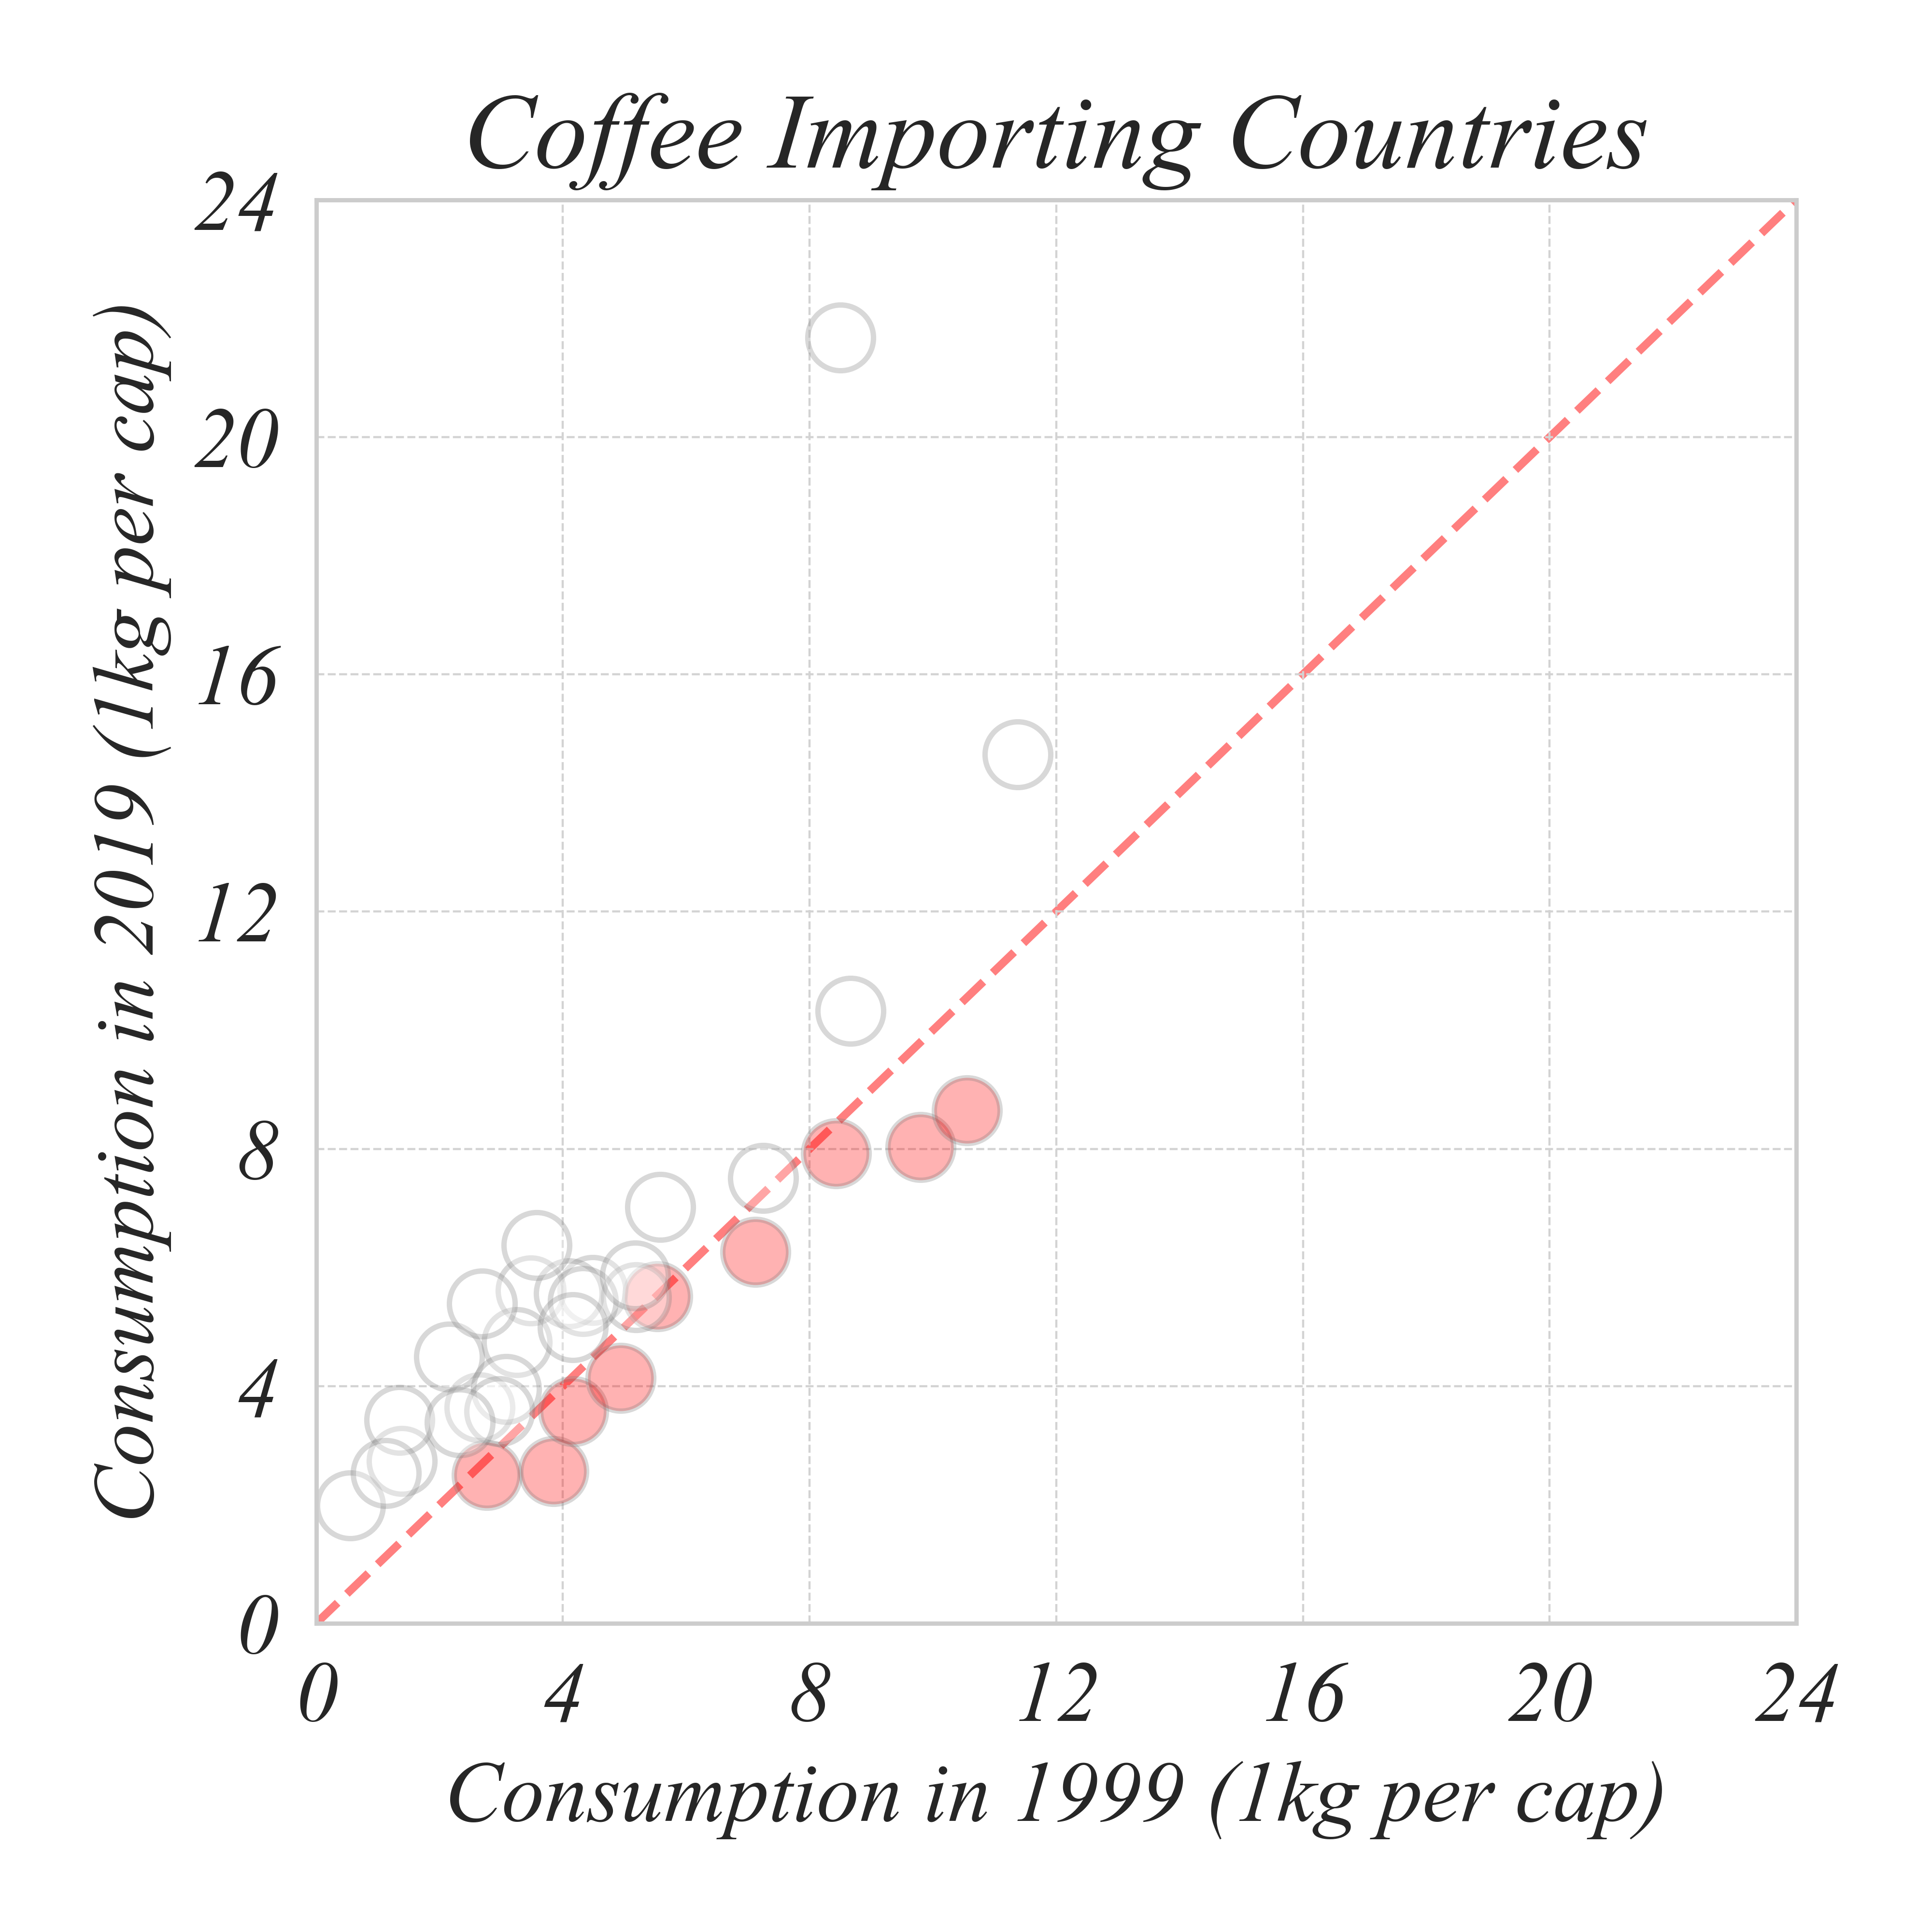 Coffee Importing Countries
24
20
16
12
8
4
0
Consumption in 2019 (1kg per cap)
0 4 8 12 16 20 24
Consumption in 1999 (1kg per cap)